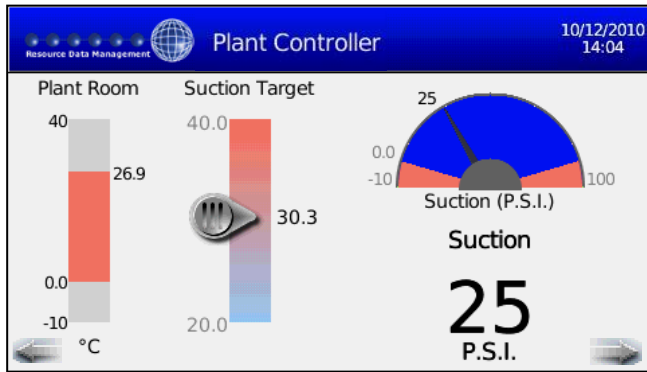 Resource Data Management
Plant Controller
10/12/2010
14:04
Plant Room
40
26.9
0.0
-10
°C
Suction Target
40.0
30.3
20.0
25
0.0
-10
100
Suction (P.S.I.)
Suction
25
P.S.I.